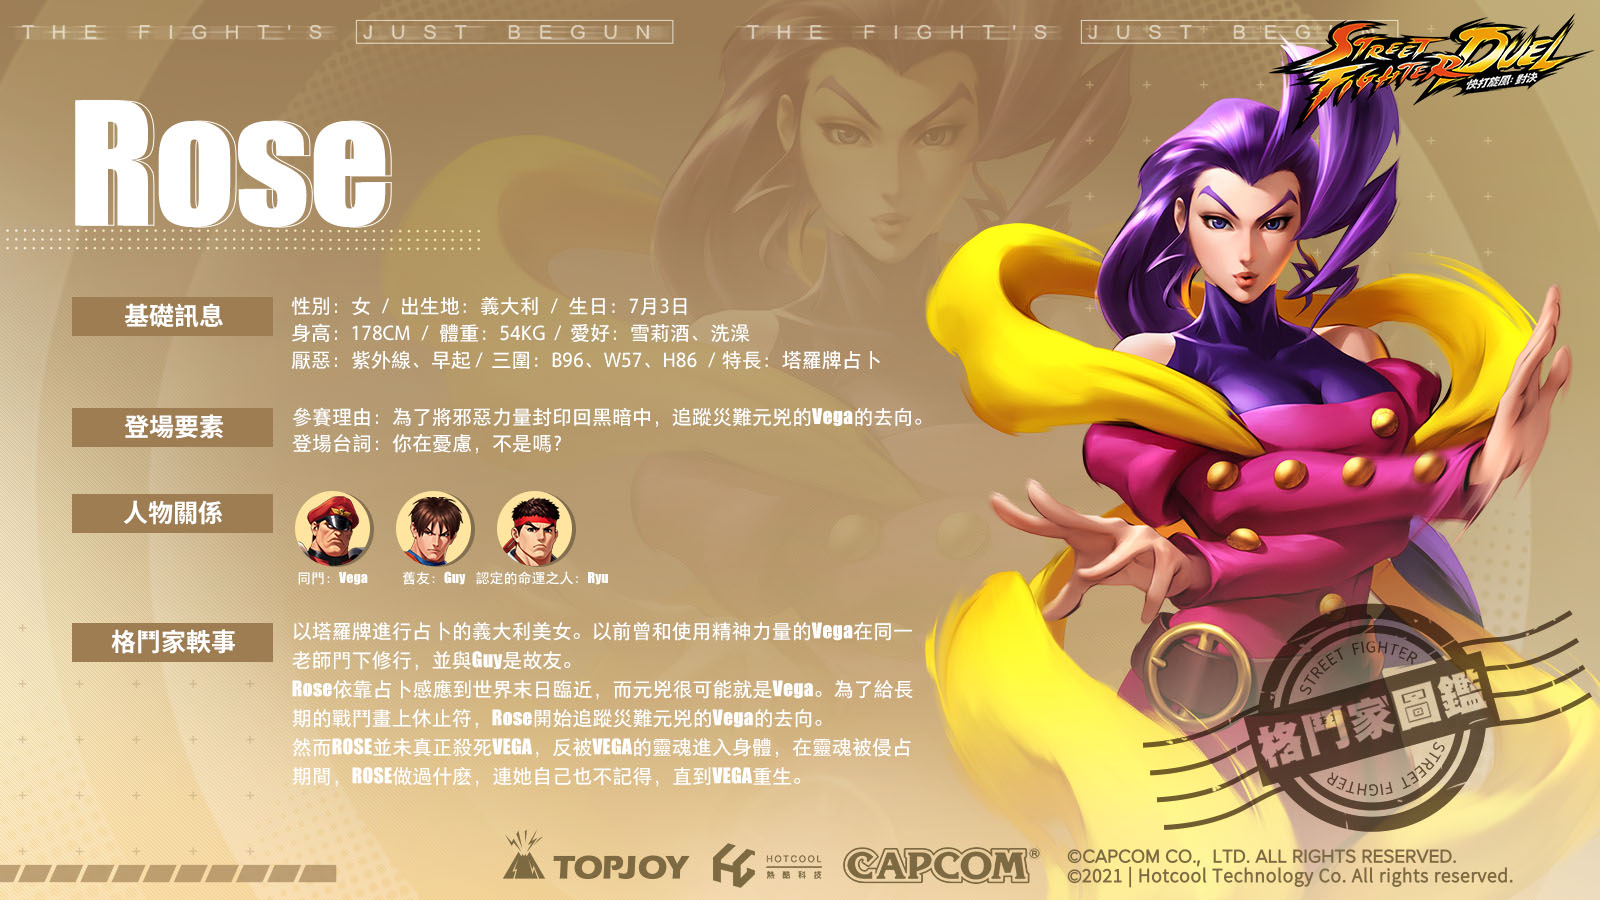 THE FIGHT'S JUST BEGUN THE FIGHT'S JUST BEG
STREET FIGHTER DUEL
快打旋風:對決
Rose
基礎訊息
性別：女 / 出生地：義大利 / 生日：7月3日
身高：178CM / 體重：54KG / 愛好：雪莉酒、洗澡
厭惡：紫外線、早起 / 三圍：B96、W57、H86 / 特長：塔羅牌占卜
登場要素
參賽理由：為了將邪惡力量封印回黑暗中，追蹤災難元兇的Vega的去向。
登場台詞：你在憂慮，不是嗎?
人物關係
同門：Vega 舊友：Guy 認定的命運之人：Ryu
格鬥家軼事
以塔羅牌進行占卜的義大利美女。以前曾和使用精神力量的Vega在同一
老師門下修行，並與Guy是故友。
Rose依靠占卜感應到世界末日臨近，而元兇很可能就是Vega。為了給長
期的戰鬥畫上休止符，Rose開始追蹤災難元兇的Vega的去向。
然而ROSE並未真正殺死VEGA，反被VEGA的靈魂進入身體，在靈魂被侵占
期間，ROSE做過什麼，連她自己也不記得，直到VEGA重生。
STREET FIGHTER
格鬥家圖鑑
STREET FIGHTER
TOPJOY
HOTCOOL
熱酷科技
CAPCOM®
©CAPCOM CO., LTD. ALL RIGHTS RESERVED.
©2021 | Hotcool Technology Co. All rights reserved.